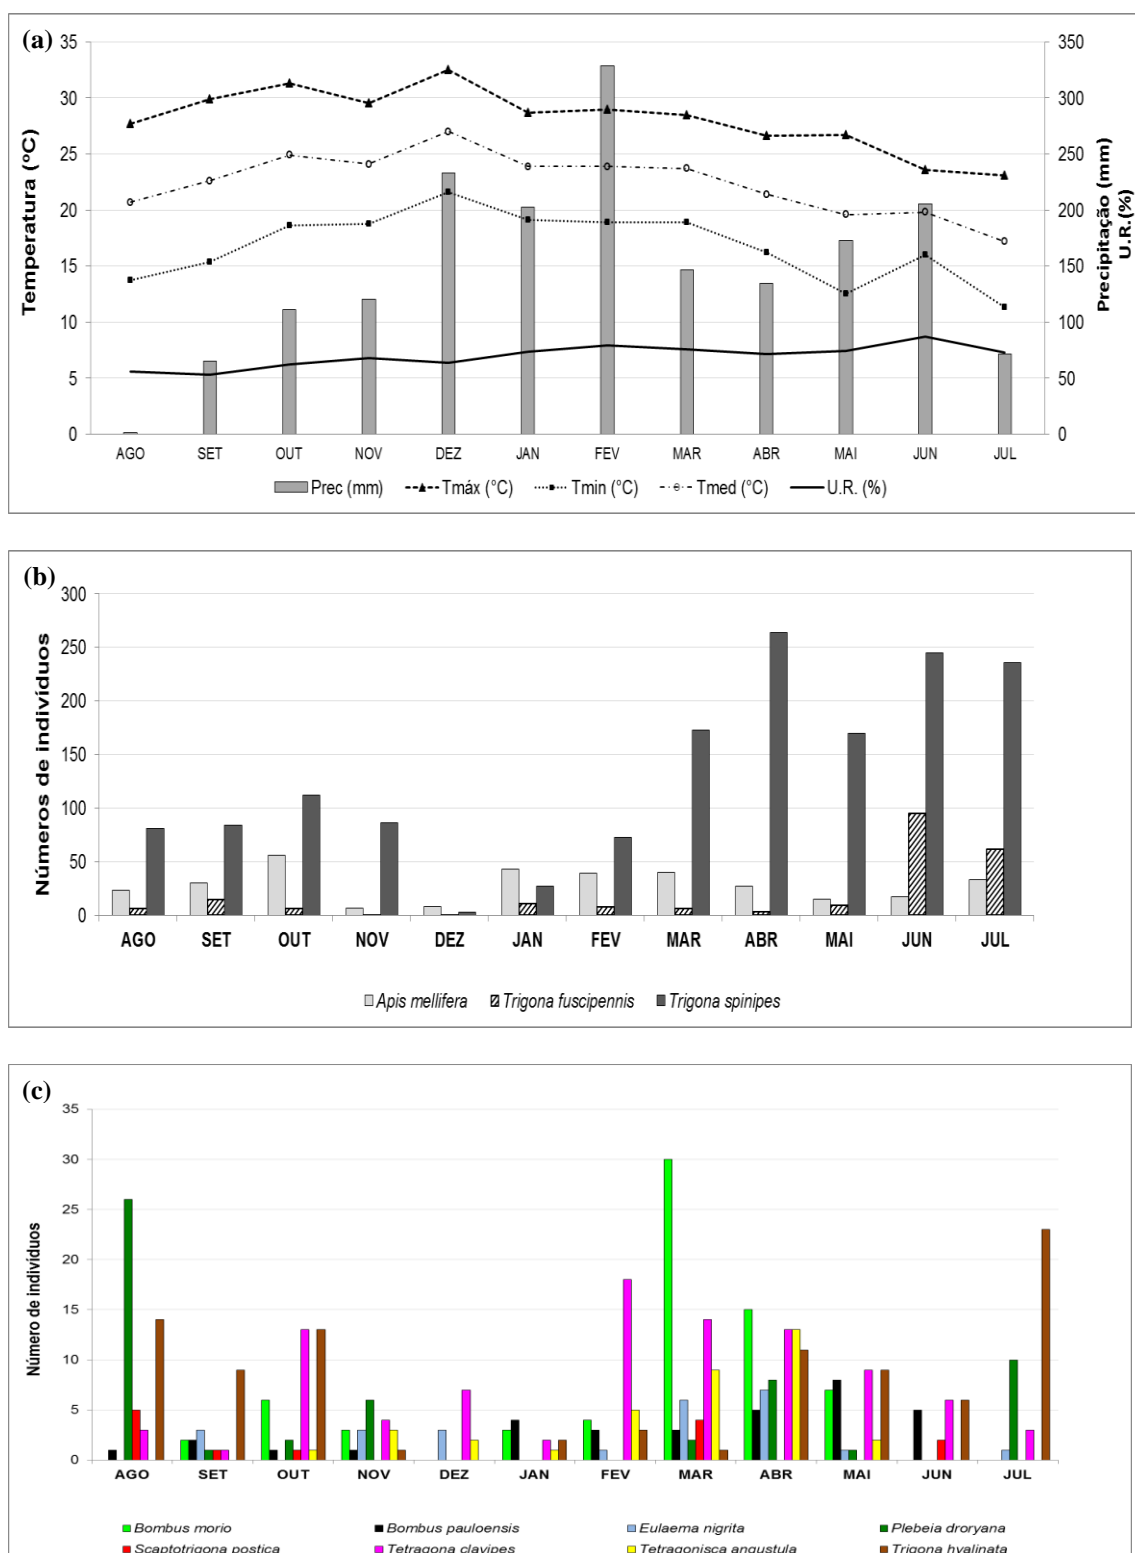 (a)
35
30
25
20
15
10
5
0
Temperatura (ºC)
350
300
250
200
150
100
50
0
Precipitação (mm)
U.R.(%)
AGO SET OUT NOV DEZ JAN FEV MAR ABR MAI JUN JUL
Prec (mm) Tmáx (°C) Tmin (°C) Tmed (°C) U.R. (%)
(b)
300
250
200
150
100
50
0
Números de indivíduos
AGO SET OUT NOV DEZ JAN FEV MAR ABR MAI JUN JUL
Apis mellifera Trigona fuscipennis Trigona spinipes
(c)
35
30
25
20
15
10
5
0
Número de indivíduos
AGO SET OUT NOV DEZ JAN FEV MAR ABR MAI JUN JUL
Bombus morio Bombus pauloensis Eulaema nigrita Plebeia droryana
Scaptotrigona postica Tetragona clavipes Tetragonisca angustula Trigona hyalinata